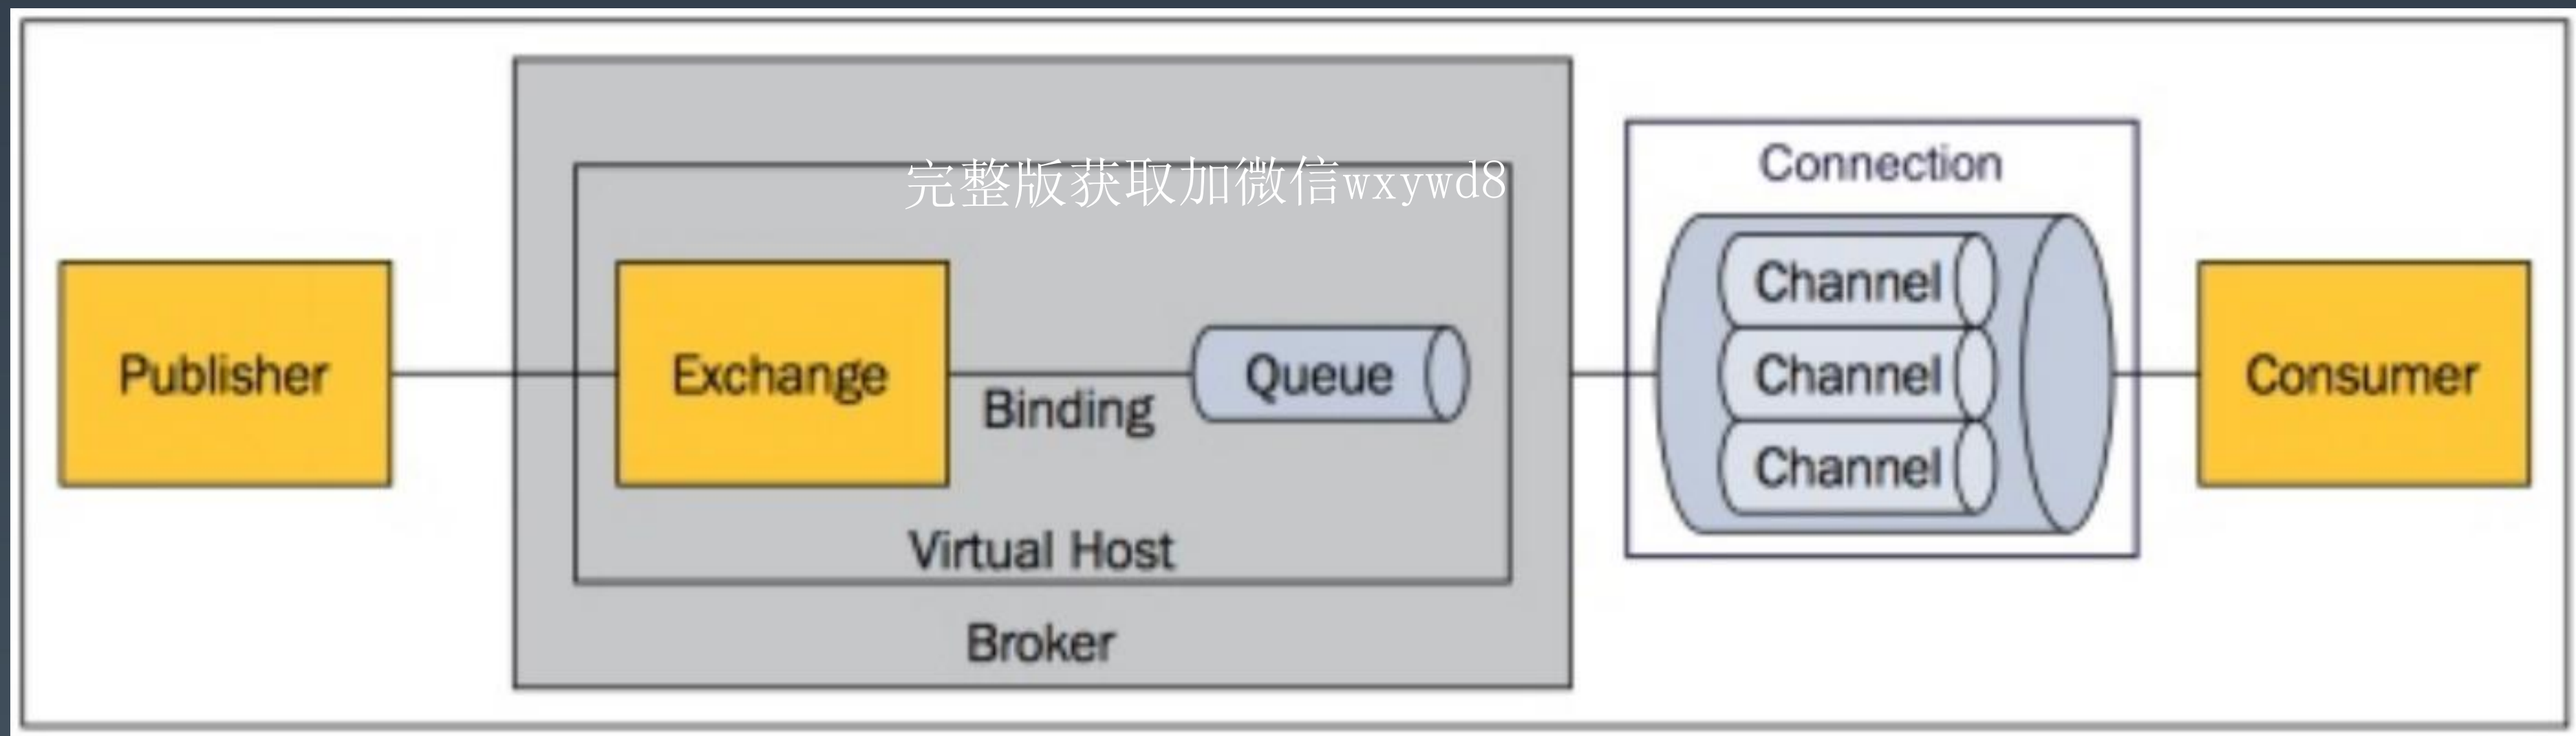 完整版获取加微信wxywd8
Connection
Publisher
Exchange
Binding
Queue
Channel
Channel
Channel
Consumer
Virtual Host
Broker